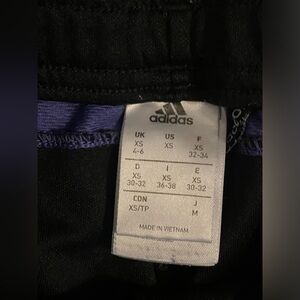 adidas
UK US F
XS XS XS
4-6 32-34
D I E
XS XS XS
30-32 36-38 30-32
CDN J
XS/TP M
MADE IN VIETNAM